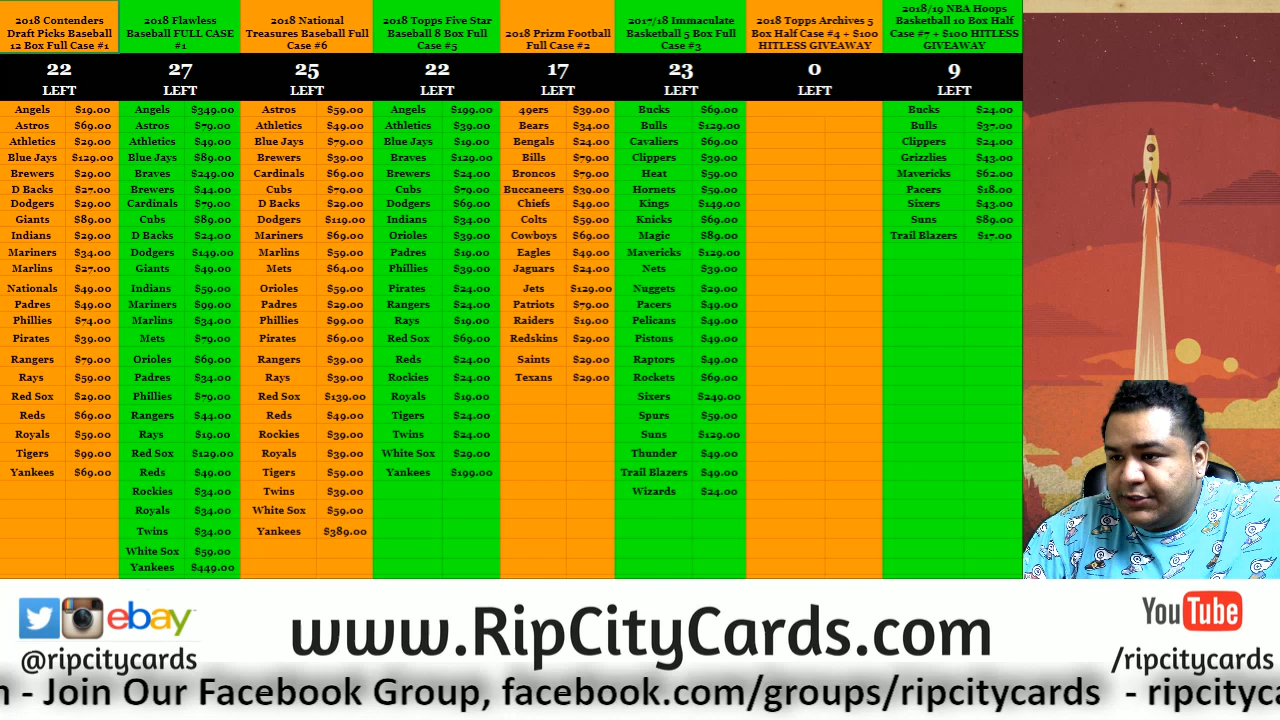 2018 Contenders
Draft Picks Baseball
12 Box Full Case #1
22
LEFT
Angels $19.00
Astros $69.00
Athletics $29.00
Blue Jays $129.00
Brewers $29.00
D Backs $27.00
Dodgers $29.00
Giants $89.00
Indians $29.00
Mariners $34.00
Marlins $27.00
Nationals $49.00
Padres $49.00
Phillies $74.00
Pirates $39.00
Rangers $79.00
Rays $59.00
Red Sox $29.00
Reds $69.00
Royals $59.00
Tigers $99.00
Yankees $69.00
2018 Flawless
Baseball FULL CASE
#1
27
LEFT
Angels $349.00
Astros $79.00
Athletics $49.00
Blue Jays $89.00
Braves $249.00
Brewers $44.00
Cardinals $79.00
Cubs $89.00
D Backs $24.00
Dodgers $149.00
Giants $49.00
Indians $59.00
Mariners $99.00
Marlins $34.00
Mets $79.00
Orioles $69.00
Padres $34.00
Phillies $79.00
Rangers $44.00
Rays $19.00
Red Sox $129.00
Reds $49.00
Rockies $34.00
Royals $34.00
Twins $34.00
White Sox $59.00
Yankees $449.00
2018 National
Treasures Baseball Full
Case #6
25
LEFT
Astros $59.00
Athletics $49.00
Blue Jays $79.00
Brewers $39.00
Cardinals $69.00
Cubs $79.00
D Backs $29.00
Dodgers $119.00
Mariners $69.00
Marlins $59.00
Mets $64.00
Orioles $59.00
Padres $29.00
Phillies $99.00
Pirates $69.00
Rangers $39.00
Rays $39.00
Red Sox $139.00
Reds $49.00
Rockies $39.00
Royals $39.00
Tigers $59.00
Twins $39.00
White Sox $59.00
Yankees $389.00
2018 Topps Five Star
Baseball 8 Box Full
Case #5
22
LEFT
Angels $199.00
Athletics $39.00
Blue Jays $19.00
Braves $129.00
Brewers $24.00
Cubs $79.00
Dodgers $69.00
Indians $34.00
Orioles $39.00
Padres $19.00
Phillies $39.00
Pirates $24.00
Rangers $24.00
Rays $19.00
Red Sox $69.00
Reds $24.00
Rockies $24.00
Royals $19.00
Tigers $24.00
Twins $24.00
White Sox $29.00
Yankees $199.00
2018 Prizm Football
Full Case #2
17
LEFT
49ers $39.00
Bears $34.00
Bengals $24.00
Bills $79.00
Broncos $79.00
Buccaneers $39.00
Chiefs $49.00
Colts $59.00
Cowboys $69.00
Eagles $49.00
Jaguars $24.00
Jets $129.00
Patriots $79.00
Raiders $19.00
Redskins $29.00
Saints $29.00
Texans $29.00
2017/18 Immaculate
Basketball 5 Box Full
Case #3
23
LEFT
Bucks $69.00
Bulls $129.00
Cavaliers $69.00
Clippers $39.00
Heat $59.00
Hornets $59.00
Kings $149.00
Knicks $69.00
Magic $89.00
Mavericks $129.00
Nets $39.00
Nuggets $29.00
Pacers $49.00
Pelicans $49.00
Pistons $49.00
Raptors $49.00
Rockets $69.00
Sixers $249.00
Spurs $59.00
Suns $129.00
Thunder $49.00
Trail Blazers $49.00
Wizards $24.00
2018 Topps Archives 5
Box Half Case #4 + $100
HITLESS GIVEAWAY
0
LEFT
2018/19 NBA Hoops
Basketball 10 Box Half
Case #7 + $100 HITLESS
GIVEAWAY
9
LEFT
Bucks $24.00
Bulls $37.00
Clippers $24.00
Grizzlies $43.00
Mavericks $62.00
Pacers $18.00
Sixers $43.00
Suns $89.00
Trail Blazers $17.00
ebay
@ripcitycards
www.RipCityCards.com
YouTube
/ripcitycards
n - Join Our Facebook Group, facebook.com/groups/ripcitycards - ripcityca